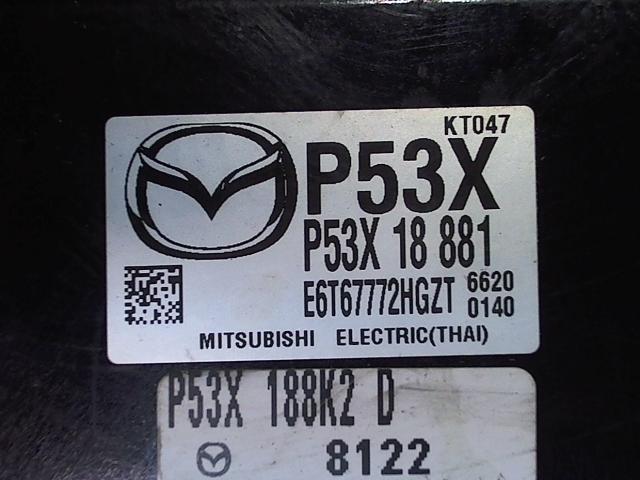 KT047
P53X
P53X 18 881
E6T67772HGZT 6620
0140
MITSUBISHI ELECTRIC(THAI)
P53X 188K2 D
8122